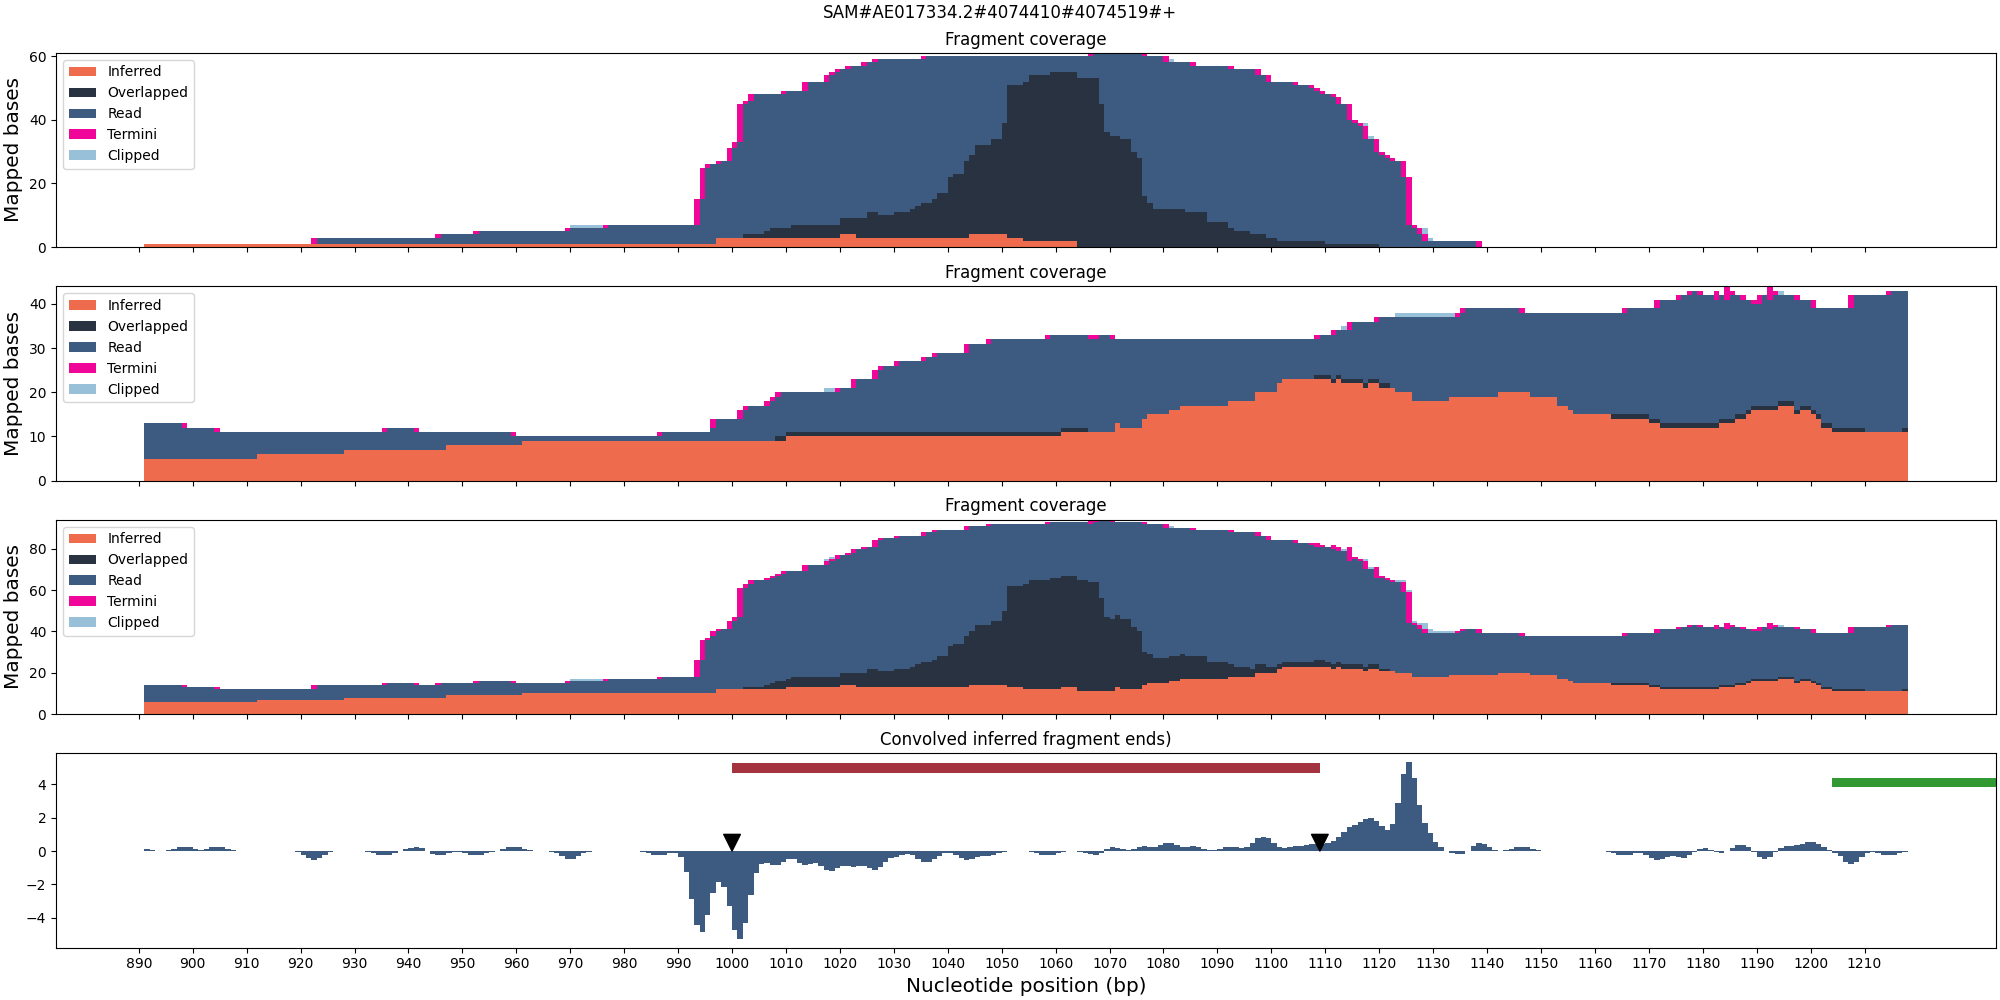 SAM#AE017334.2#4074410#4074519#+
Fragment coverage
Mapped bases
60
40
20
0
Inferred
Overlapped
Read
Termini
Clipped
Fragment coverage
Mapped bases
40
30
20
10
0
Inferred
Overlapped
Read
Termini
Clipped
Fragment coverage
Mapped bases
80
60
40
20
0
Inferred
Overlapped
Read
Termini
Clipped
Convolved inferred fragment ends)
4
2
0
−2
−4
890 900 910 920 930 940 950 960 970 980 990 1000 1010 1020 1030 1040 1050 1060 1070 1080 1090 1100 1110 1120 1130 1140 1150 1160 1170 1180 1190 1200 1210
Nucleotide position (bp)